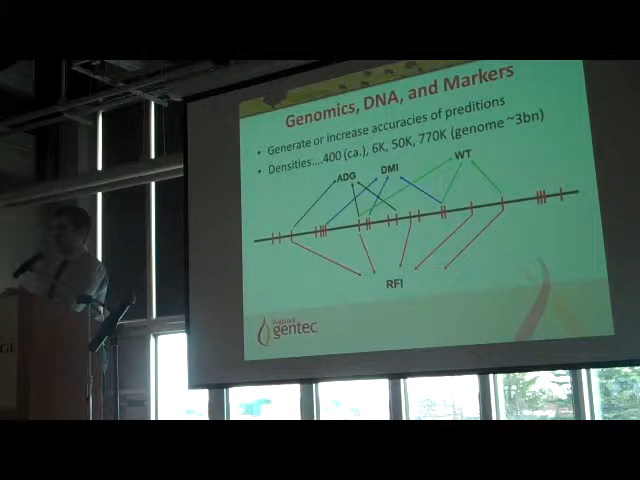 Genomics, DNA, and Markers
• Generate or increase accuracies of preditions
• Densities....400 (ca.), 6K, 50K, 770K (genome ~3bn)
ADG
DMI
WT
RFI
livestock
gentec